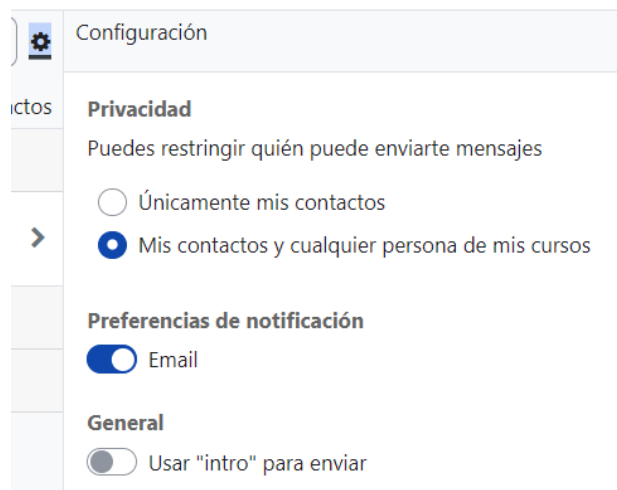 Configuración
ctos
Privacidad
Puedes restringir quién puede enviarte mensajes
Únicamente mis contactos
Mis contactos y cualquier persona de mis cursos
Preferencias de notificación
Email
General
Usar "intro" para enviar